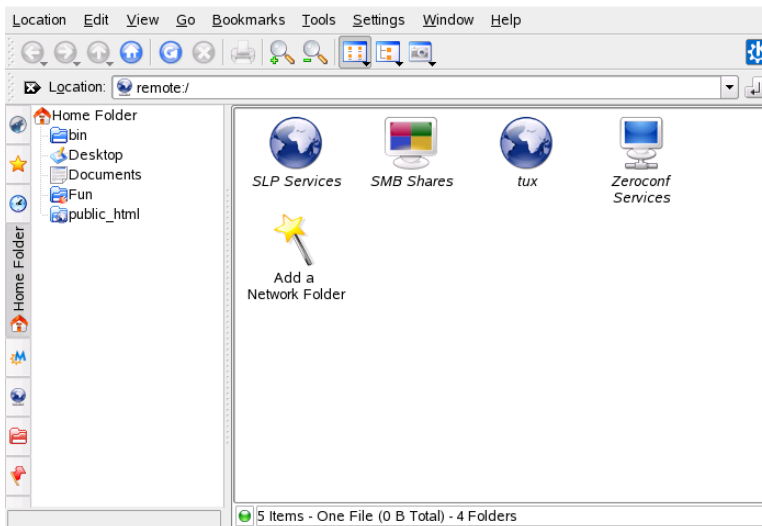 Location Edit View Go Bookmarks Tools Settings Window Help
Location: remote:/
Home Folder
Home Folder
bin
Desktop
Documents
Fun
public_html
SLP Services
SMB Shares
tux
Zeroconf
Services
Add a
Network Folder
5 Items - One File (0 B Total) - 4 Folders